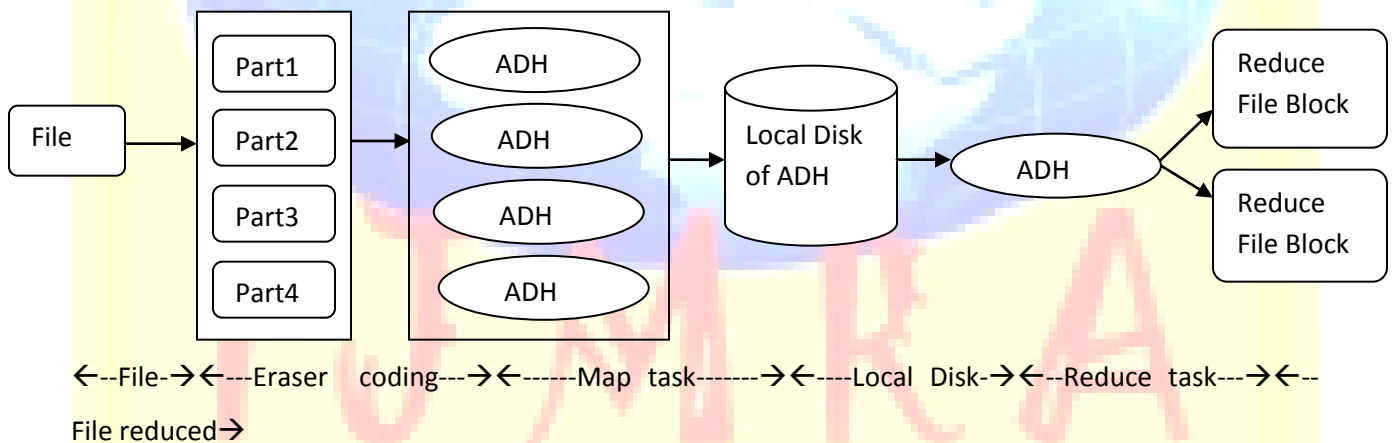 File
Part1
Part2
Part3
Part4
ADH
ADH
ADH
ADH
Local Disk
of ADH
ADH
Reduce
File Block
Reduce
File Block
←--File-→←---Eraser coding---→←------Map task-------→←----Local Disk-→←--Reduce task---→←--
File reduced→
IJMRA